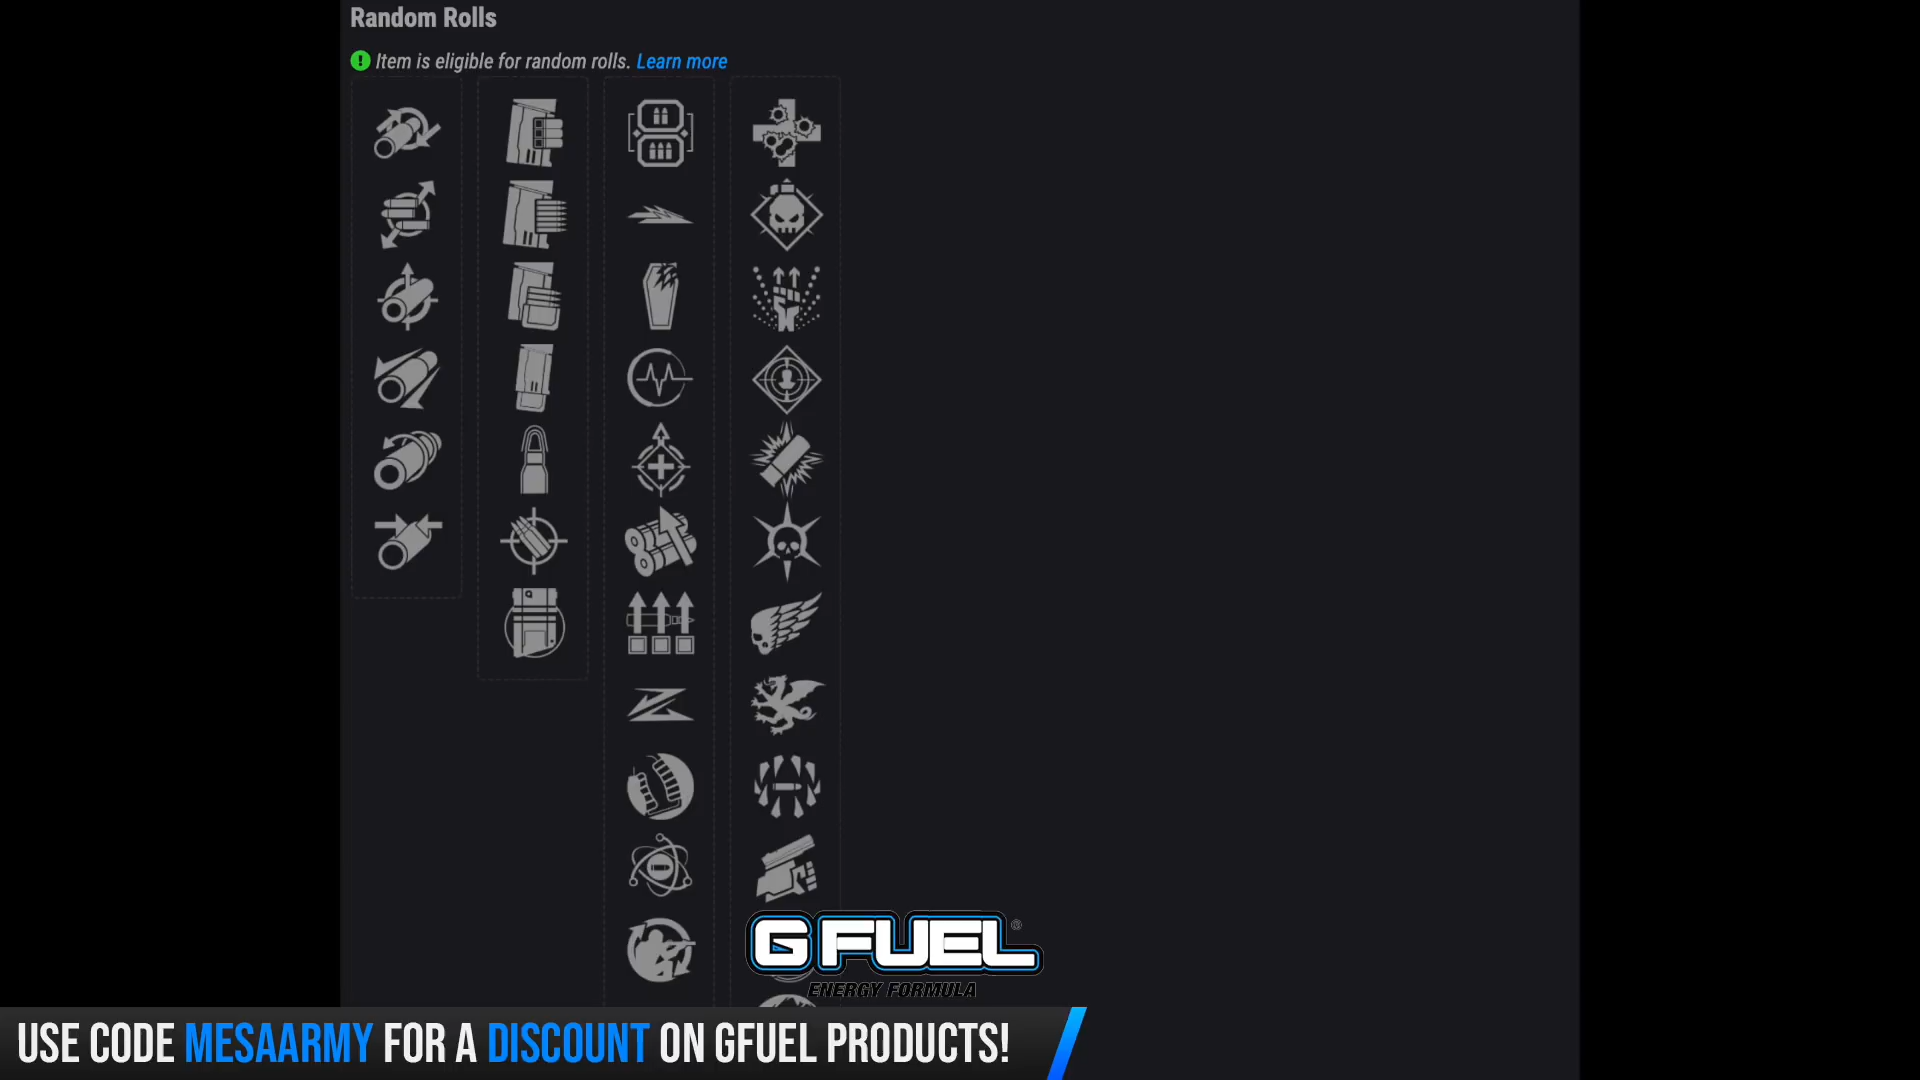 Random Rolls
Item is eligible for random rolls. Learn more
G FUEL
ENERGY FORMULA
USE CODE MESAARMY FOR A DISCOUNT ON GFUEL PRODUCTS!